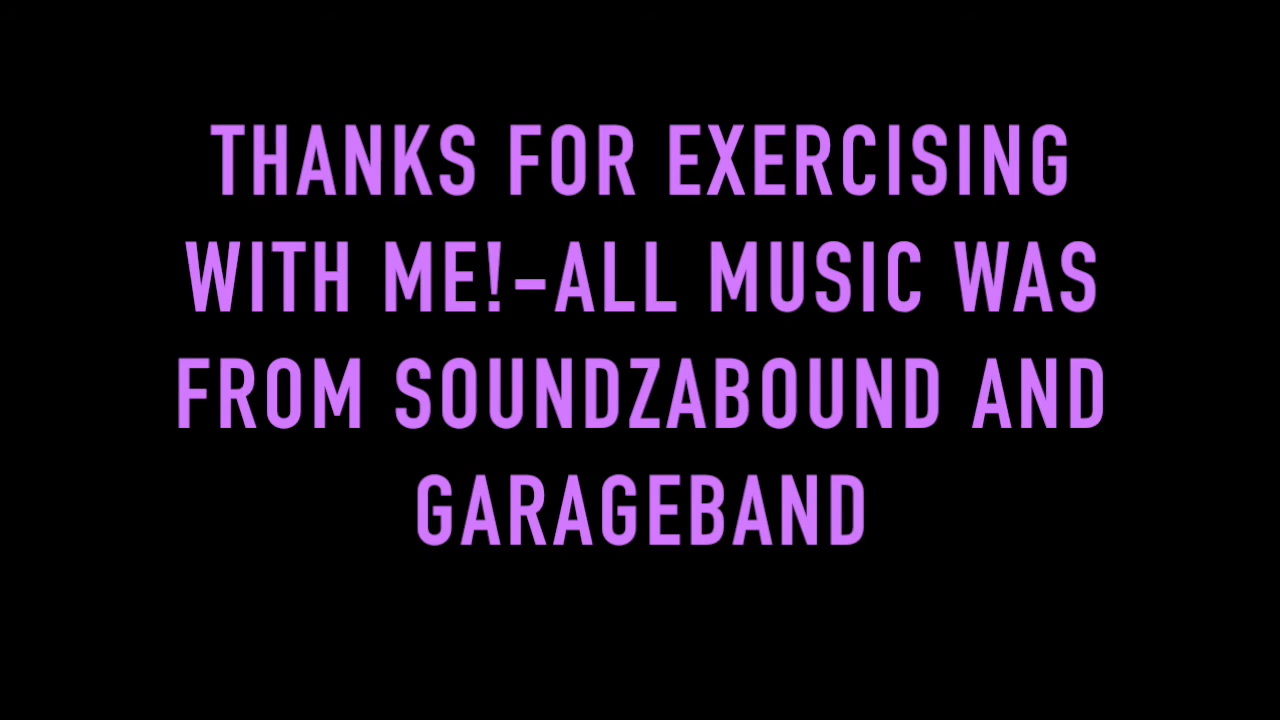 THANKS FOR EXERCISING
WITH ME!-ALL MUSIC WAS
FROM SOUNDZABOUND AND
GARAGEBAND